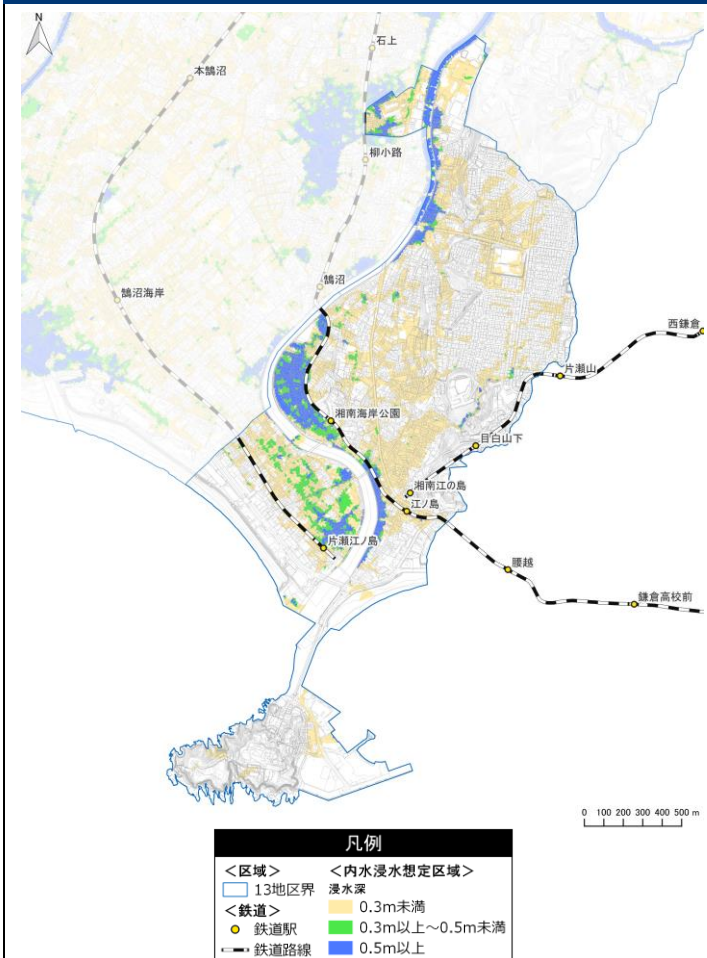 N
石上
本鵠沼
柳小路
鵠沼
鵠沼海岸
西鎌倉
片瀬山
湘南海岸公園
目白山下
湘南江の島
江ノ島
片瀬江ノ島
腰越
鎌倉高校前
0 100 200 300 400 500 m
凡例
＜区域＞ ＜内水浸水想定区域＞
13地区界 浸水深
＜鉄道＞ 0.3m未満
鉄道駅 0.3m以上～0.5m未満
鉄道路線 0.5m以上